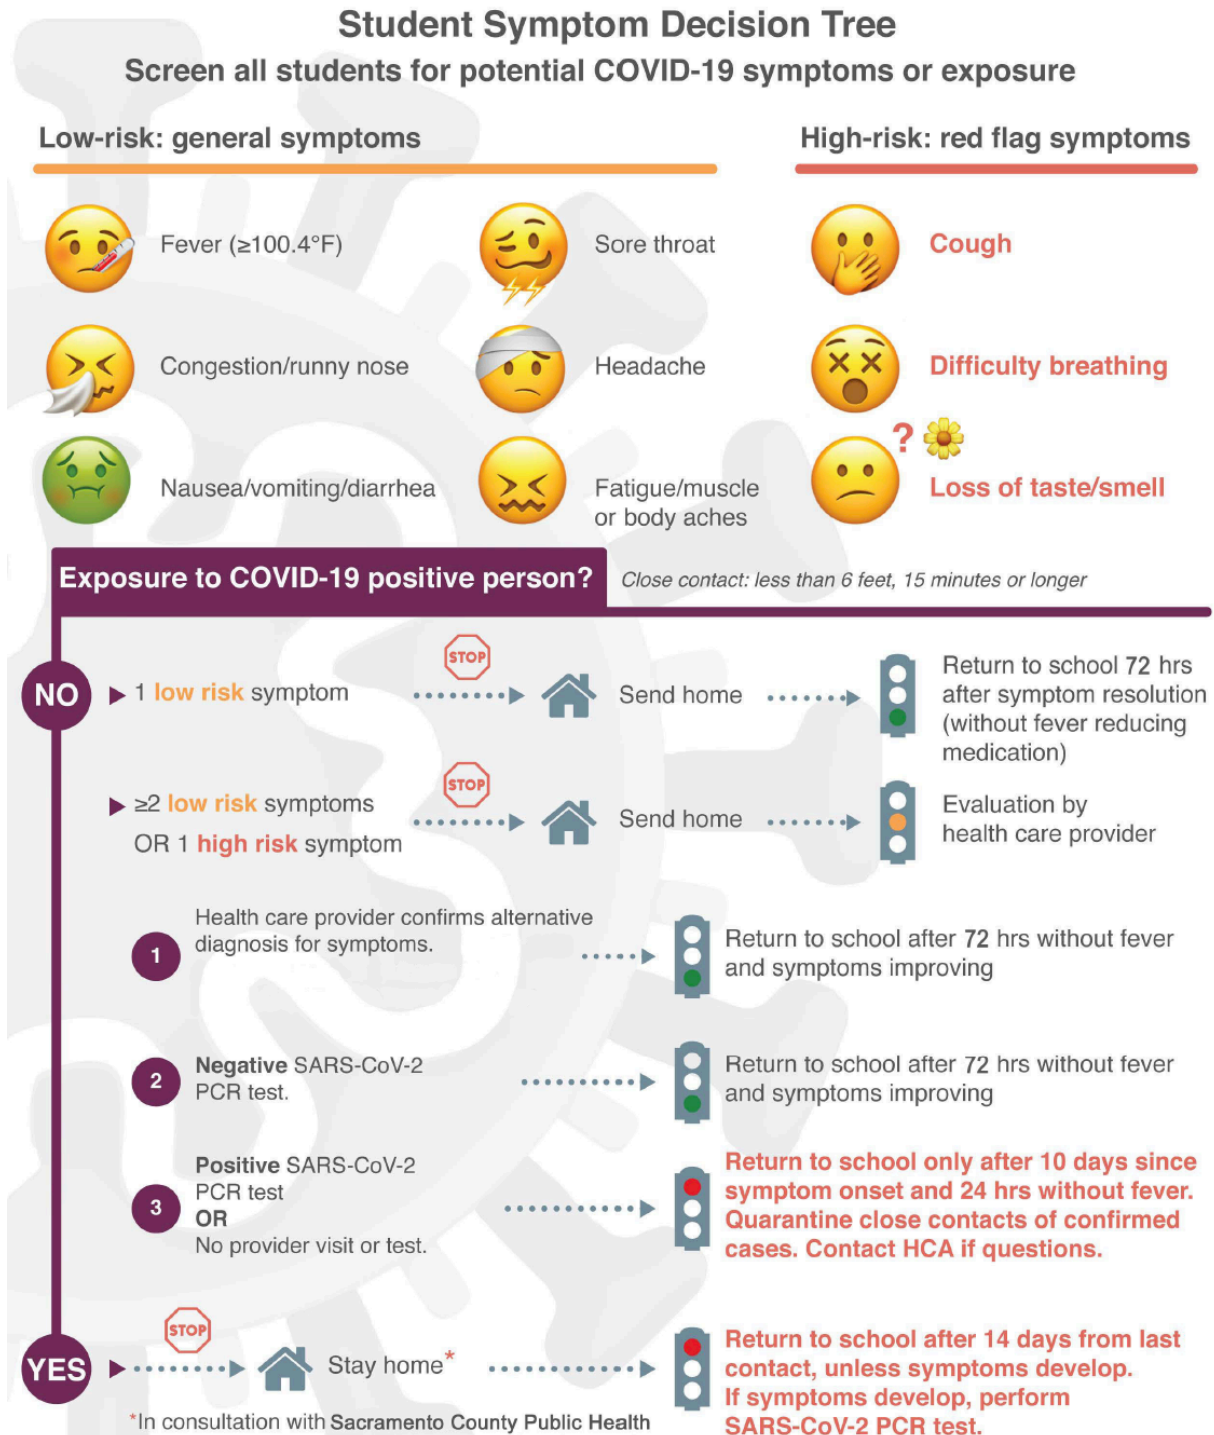 Student Symptom Decision Tree
Screen all students for potential COVID-19 symptoms or exposure
Low-risk: general symptoms
High-risk: red flag symptoms
Fever (≥100.4°F)
Sore throat
Cough
Congestion/runny nose
Headache
Difficulty breathing
?
Nausea/vomiting/diarrhea
Fatigue/muscle
or body aches
Loss of taste/smell
Exposure to COVID-19 positive person?
Close contact: less than 6 feet, 15 minutes or longer
NO
1 low risk symptom
STOP
Send home
Return to school 72 hrs
after symptom resolution
(without fever reducing
medication)
≥2 low risk symptoms
OR 1 high risk symptom
STOP
Send home
Evaluation by
health care provider
1
Health care provider confirms alternative
diagnosis for symptoms.
Return to school after 72 hrs without fever
and symptoms improving
2
Negative SARS-CoV-2
PCR test.
Return to school after 72 hrs without fever
and symptoms improving
3
Positive SARS-CoV-2
PCR test
OR
No provider visit or test.
Return to school only after 10 days since
symptom onset and 24 hrs without fever.
Quarantine close contacts of confirmed
cases. Contact HCA if questions.
YES
STOP
Stay home*
Return to school after 14 days from last
contact, unless symptoms develop.
If symptoms develop, perform
SARS-CoV-2 PCR test.
*In consultation with Sacramento County Public Health